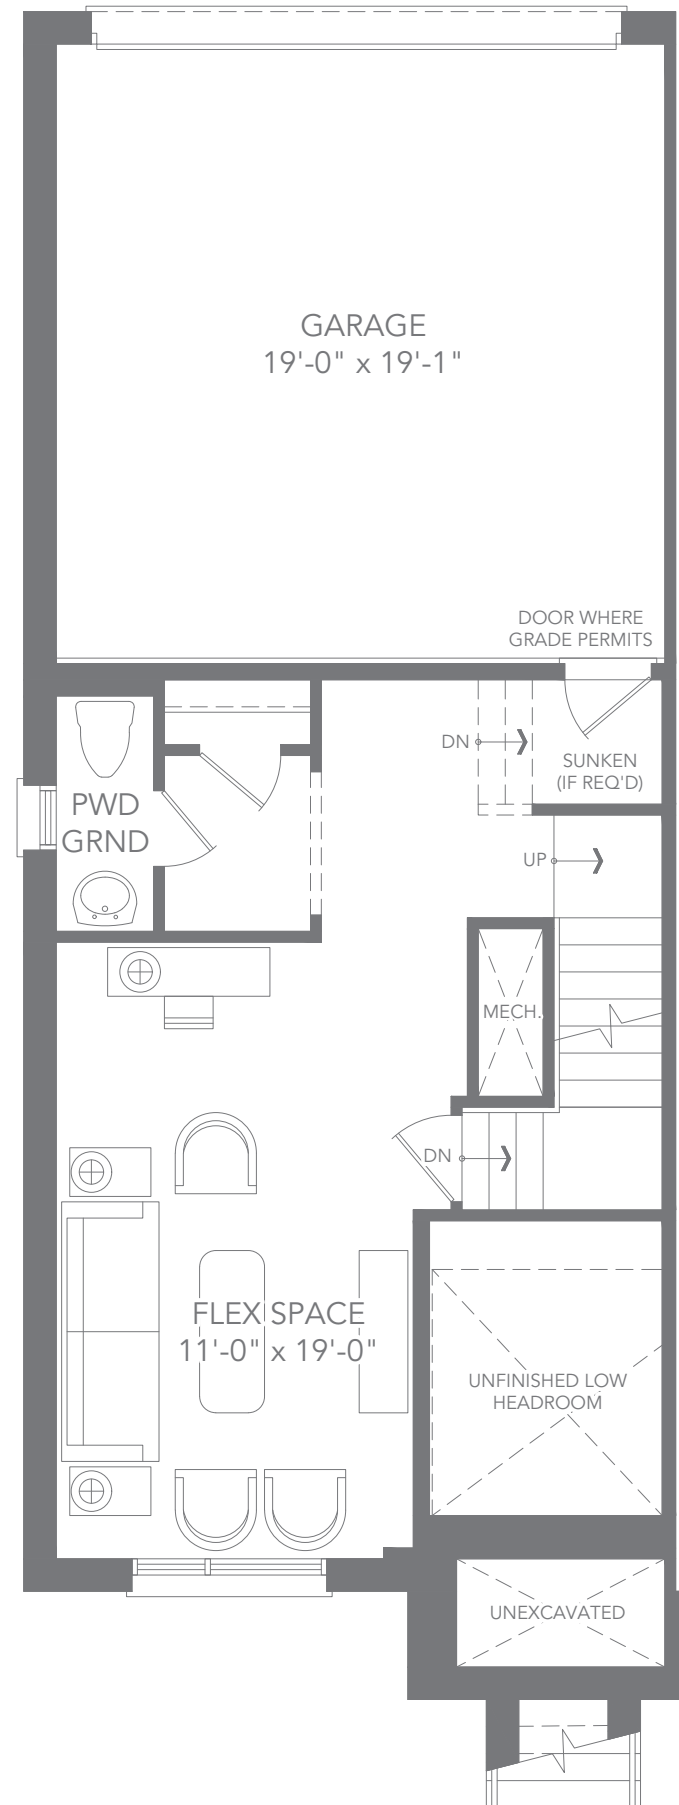 GARAGE
19'-0" x 19'-1"
DOOR WHERE
GRADE PERMITS
DN
SUNKEN
(IF REQ'D)
PWD
GRND
UP
MECH.
DN
FLEX SPACE
11'-0" x 19'-0"
UNFINISHED LOW
HEADROOM
UNEXCAVATED